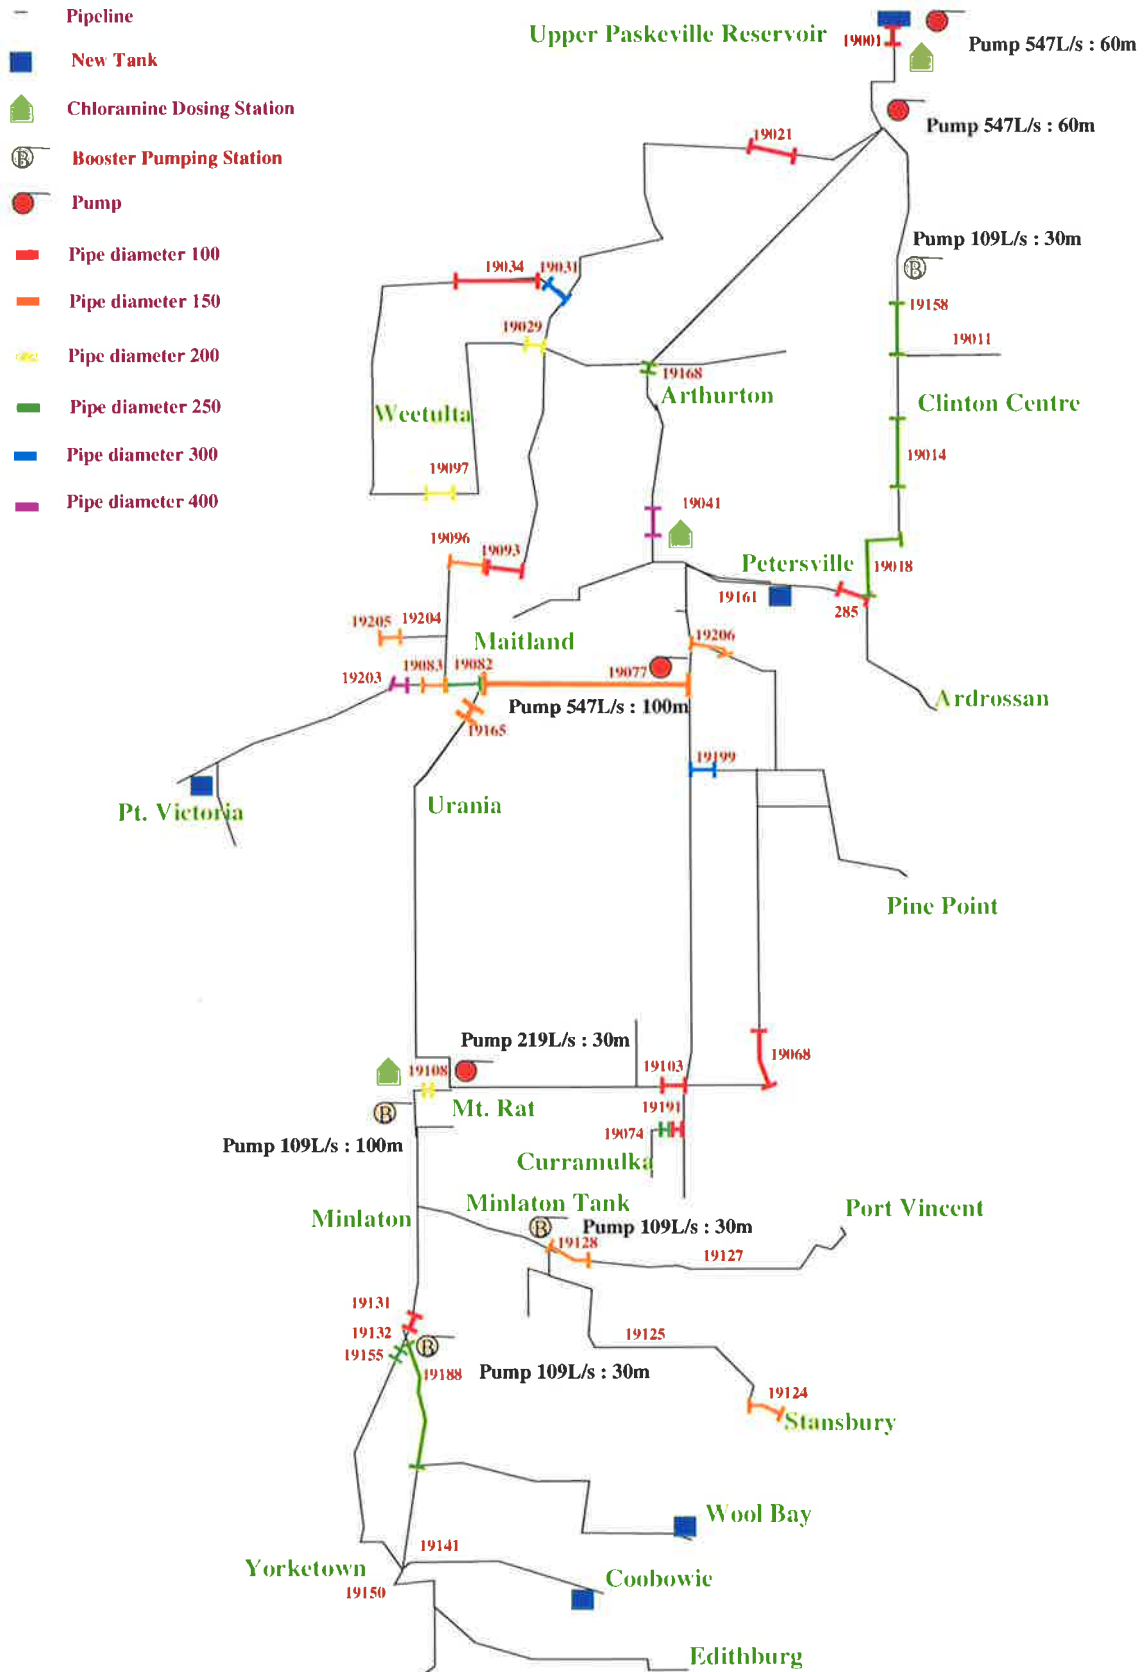 Pipeline
New Tank
Chloramine Dosing Station
B
Booster Pumping Station
Pump
Pipe diameter 100
Pipe diameter 150
Pipe diameter 200
Pipe diameter 250
Pipe diameter 300
Pipe diameter 400
Upper Paskeville Reservoir
19001
Pump 547L/s : 60m
Pump 547L/s : 60m
19021
Pump 109L/s : 30m
B
19034
19031
19158
19029
19011
19168
Arthurton
Clinton Centre
Weetulta
19097
19014
19041
19096
19093
Petersville
19018
19161
285
19205
19204
Maitland
19206
19203
19083
19082
19077
Pump 547L/s : 100m
Ardrossan
19165
19199
Pt. Victoria
Urania
Pine Point
Pump 219L/s : 30m
19108
19103
19068
Mt. Rat
B
19191
19074
Pump 109L/s : 100m
Curramulka
Minlaton Tank
Port Vincent
Minlaton
B
Pump 109L/s : 30m
19128
19127
19131
19132
19155
B
19125
Pump 109L/s : 30m
19188
19124
Stansbury
Wool Bay
19141
Yorketown
Coobowie
19150
Edithburg